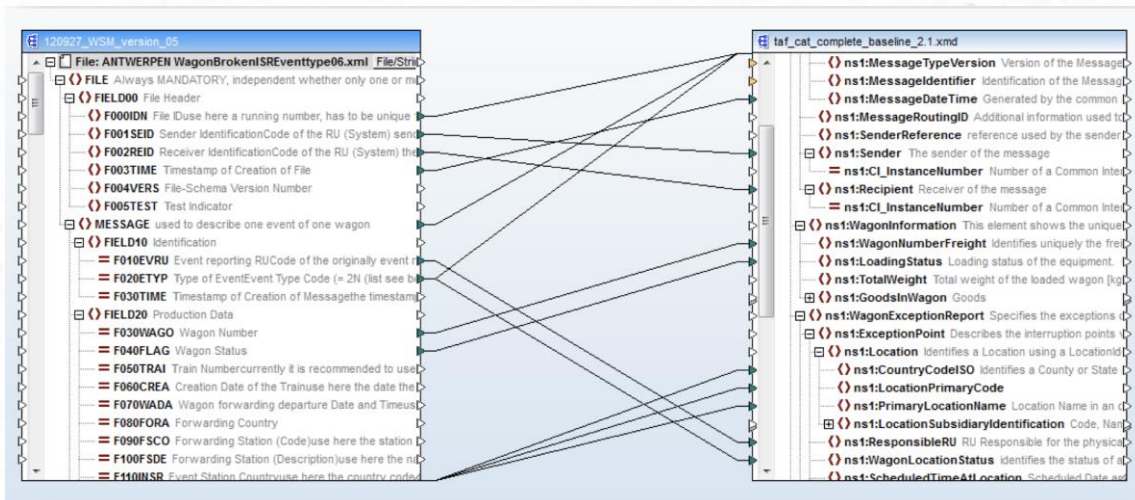 120927_WSM_version_05
File: ANTWERPEN WagonBrokenISREventtype06.xml File/Strin
FILE Always MANDATORY, independent whether only one or m
FIELD00 File Header
F000IDN File IDuse here a running number, has to be unique
F001SEID Sender IdentificationCode of the RU (System) send
F002REID Receiver IdentificationCode of the RU (System) the
F003TIME Timestamp of Creation of File
F004VERS File-Schema Version Number
F005TEST Test Indicator
MESSAGE used to describe one event of one wagon
FIELD10 Identification
= F010EVRU Event reporting RUCode of the originally event r
= F020ETYP Type of EventEvent Type Code (= 2N (list see b
= F030TIME Timestamp of Creation of Messagethe timestam
FIELD20 Production Data
= F030WAGO Wagon Number
= F040FLAG Wagon Status
= F050TRAI Train Numbercurrently it is recommended to use
= F060CREA Creation Date of the Trainuse here the date the
= F070WADA Wagon forwarding departure Date and Timeus
= F080FORA Forwarding Country
= F090FSCO Forwarding Station (Code)use here the station
= F100FSDE Forwarding Station (Description)use here the na
= F110INSR Event Station Countryuse here the country code
taf_cat_complete_baseline_2.1.xmd
ns1:MessageTypeVersion Version of the Message
ns1:MessageIdentifier Identification of the Messag
ns1:MessageDateTime Generated by the common
ns1:MessageRoutingID Additional information used to
ns1:SenderReference reference used by the sender
ns1:Sender The sender of the message
= ns1:CI_InstanceNumber Number of a Common Inter
ns1:Recipient Receiver of the message
= ns1:CI_InstanceNumber Number of a Common Inter
ns1:WagonInformation This element shows the unique
ns1:WagonNumberFreight Identifies uniquely the frei
ns1:LoadingStatus Loading status of the equipment.
ns1:TotalWeight Total weight of the loaded wagon [kg
ns1:GoodsInWagon Goods
ns1:WagonExceptionReport Specifies the exceptions
ns1:ExceptionPoint Describes the interruption points
ns1:Location Identifies a Location using a LocationId
ns1:CountryCodeISO Identifies a County or State
ns1:LocationPrimaryCode
ns1:PrimaryLocationName Location Name in an
ns1:LocationSubsidiaryIdentification Code, Nam
ns1:ResponsibleRU RU Responsible for the physica
ns1:WagonLocationStatus identifies the status of a
ns1:ScheduledTimeAtLocation Scheduled Date an